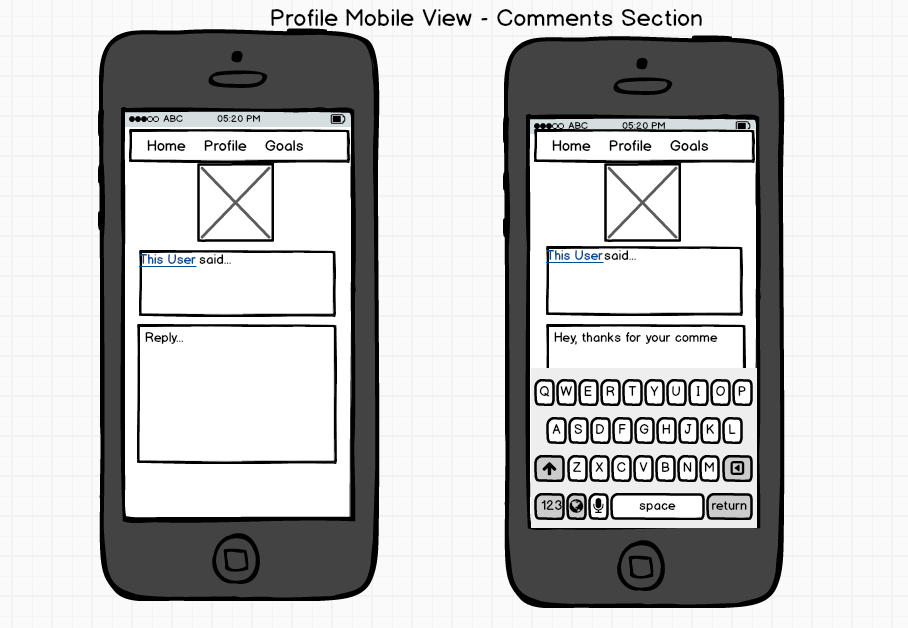 Profile Mobile View - Comments Section
ABC 05:20 PM
Home Profile Goals
This User said...
Reply...
ABC 05:20 PM
Home Profile Goals
This User said...
Hey, thanks for your comme
Q W E R T Y U I O P
A S D F G H J K L
Z X C V B N M
123 space return